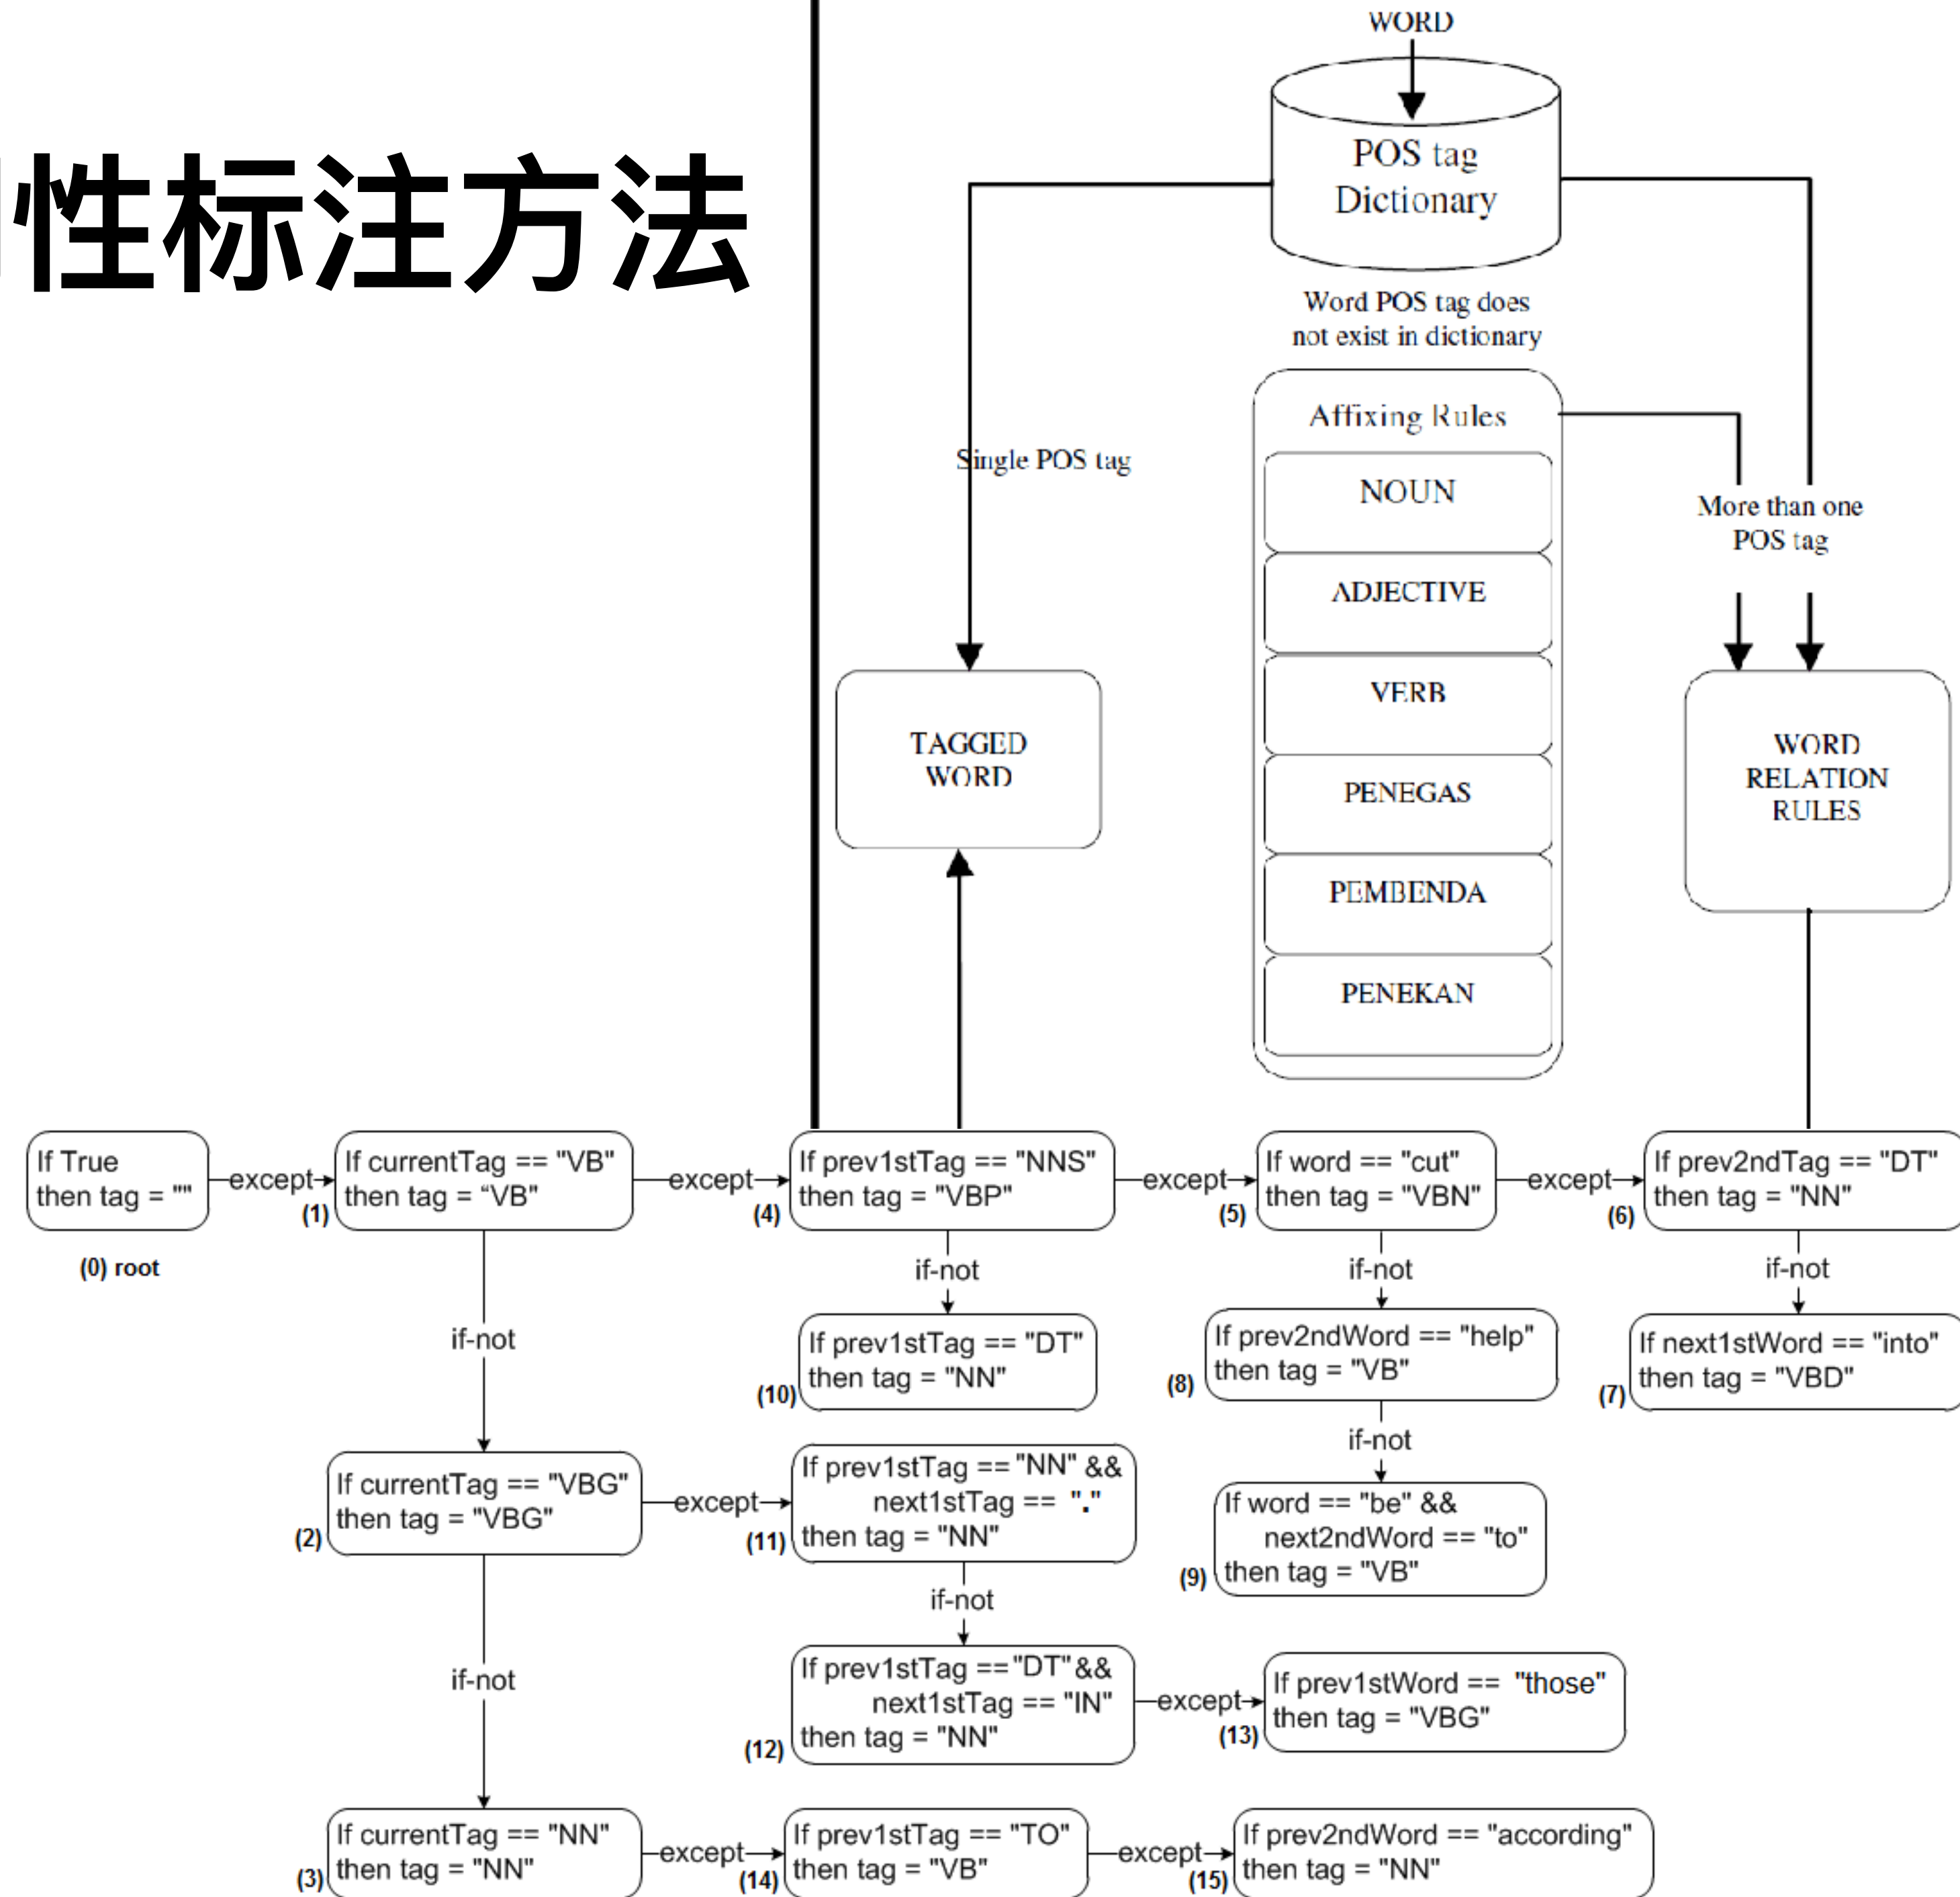 性标注方法
WORD
POS tag
Dictionary
Word POS tag does
not exist in dictionary
Affixing Rules
Single POS tag
NOUN
More than one
POS tag
ADJECTIVE
VERB
TAGGED
WORD
WORD
RELATION
RULES
PENEGAS
PEMBENDA
PENEKAN
If True
then tag = ""
(0) root
except
If currentTag == "VB"
then tag = “VB"
(1)
except
If prev1stTag == "NNS"
then tag = "VBP"
(4)
except
If word == "cut"
then tag = "VBN"
(5)
except
If prev2ndTag == "DT"
then tag = "NN"
(6)
if-not
if-not
if-not
if-not
If prev1stTag == "DT"
then tag = "NN"
(10)
If prev2ndWord == "help"
then tag = "VB"
(8)
If next1stWord == "into"
then tag = "VBD"
(7)
if-not
If currentTag == "VBG"
then tag = "VBG"
(2)
except
If prev1stTag == "NN" &&
next1stTag == "."
then tag = "NN"
(11)
If word == "be" &&
next2ndWord == "to"
then tag = "VB"
(9)
if-not
if-not
If prev1stTag =="DT"&&
next1stTag == "IN"
then tag = "NN"
(12)
except
If prev1stWord == "those"
then tag = "VBG"
(13)
If currentTag == "NN"
then tag = "NN"
(3)
except
If prev1stTag == "TO"
then tag = "VB"
(14)
except
If prev2ndWord == "according"
then tag = "NN"
(15)